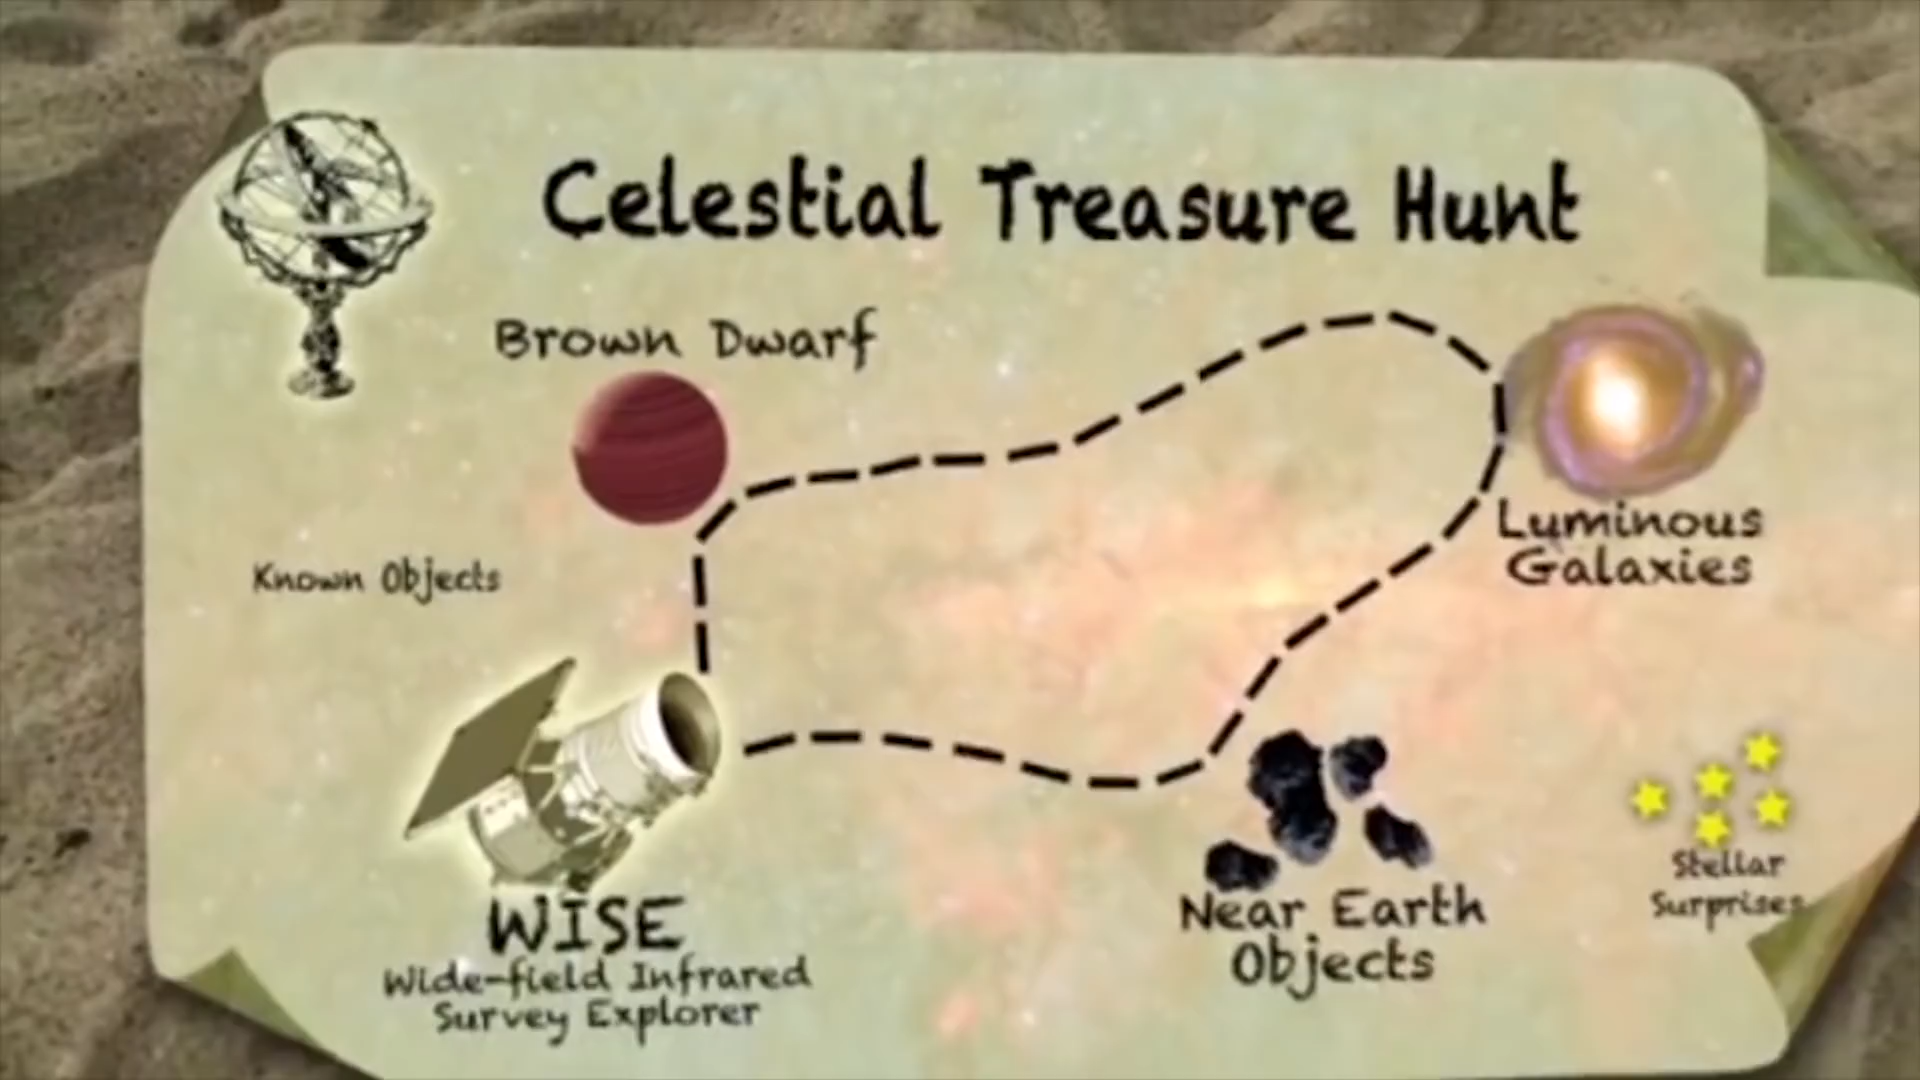 Celestial Treasure Hunt
Brown Dwarf
Luminous
Galaxies
Known Objects
Stellar
Surprises
WISE
Wide-field Infrared
Survey Explorer
Near Earth
Objects